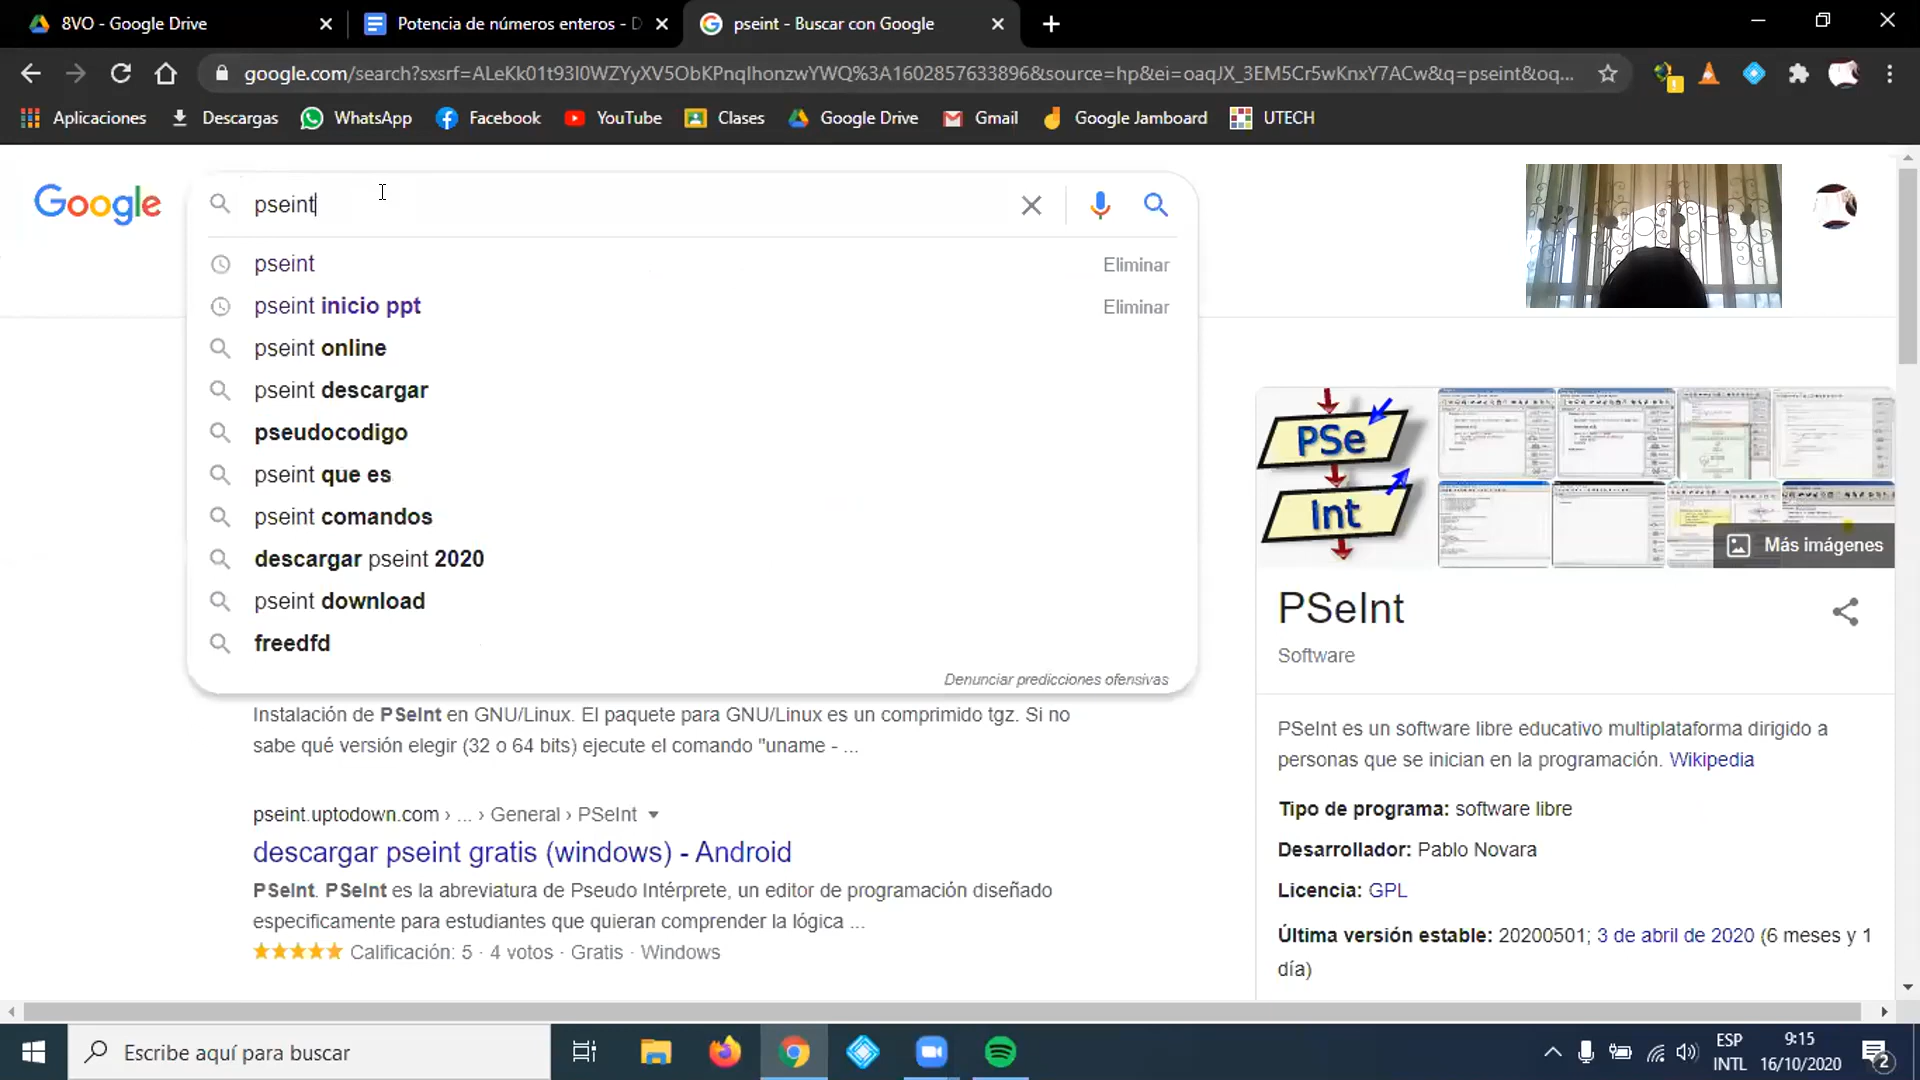 8VO - Google Drive
Potencia de números enteros - D
pseint - Buscar con Google
google.com/search?sxsrf=ALeKk01t93I0WZYyXV5ObKPnqIhonzwYWQ%3A1602857633896&source=hp&ei=oaqJX_3EM5Cr5wKnxY7ACw&q=pseint&oq...
Aplicaciones
Descargas
WhatsApp
Facebook
YouTube
Clases
Google Drive
Gmail
Google Jamboard
UTECH
Google
pseint
pseint
Eliminar
pseint inicio ppt
Eliminar
pseint online
pseint descargar
pseudocodigo
pseint que es
pseint comandos
descargar pseint 2020
pseint download
freedfd
Denunciar predicciones ofensivas
Instalación de PSeInt en GNU/Linux. El paquete para GNU/Linux es un comprimido tgz. Si no
sabe qué versión elegir (32 o 64 bits) ejecute el comando "uname - ...
pseint.uptodown.com › ... › General › PSeInt
descargar pseint gratis (windows) - Android
PSeInt. PSeInt es la abreviatura de Pseudo Intérprete, un editor de programación diseñado
especificamente para estudiantes que quieran comprender la lógica ...
Calificación: 5 · 4 votos · Gratis · Windows
PSe
Int
Más imágenes
PSeInt
Software
PSeInt es un software libre educativo multiplataforma dirigido a
personas que se inician en la programación. Wikipedia
Tipo de programa: software libre
Desarrollador: Pablo Novara
Licencia: GPL
Última versión estable: 20200501; 3 de abril de 2020 (6 meses y 1
día)
Escribe aquí para buscar
ESP
INTL
9:15
16/10/2020
2